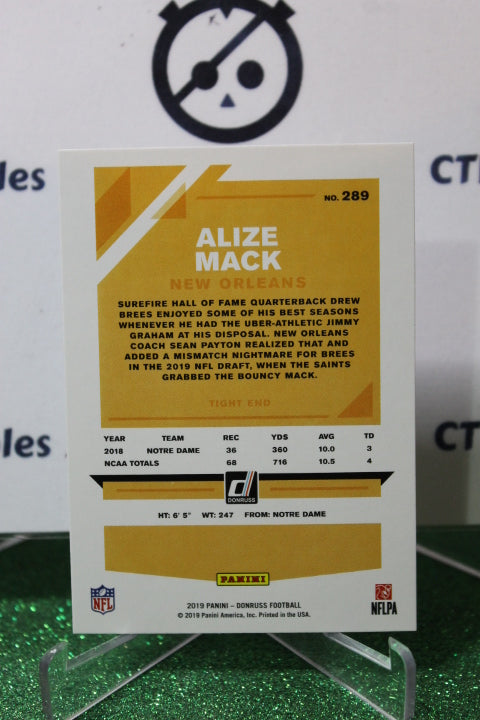 les
CT
NO. 289
ALIZE
MACK
NEW ORLEANS
SUREFIRE HALL OF FAME QUARTERBACK DREW
BREES ENJOYED SOME OF HIS BEST SEASONS
WHENEVER HE HAD THE UBER-ATHLETIC JIMMY
GRAHAM AT HIS DISPOSAL. NEW ORLEANS
COACH SEAN PAYTON REALIZED THAT AND
ADDED A MISMATCH NIGHTMARE FOR BREES
IN THE 2019 NFL DRAFT, WHEN THE SAINTS
GRABBED THE BOUNCY MACK.
TIGHT END
YEAR TEAM REC YDS AVG TD
2018 NOTRE DAME 36 360 10.0 3
NCAA TOTALS 68 716 10.5 4
bles
CT
d
DONRUSS
HT: 6' 5" WT: 247 FROM: NOTRE DAME
PANINI
NFL
NFLPA
2019 PANINI – DONRUSS FOOTBALL
© 2019 Panini America, Inc. Printed in the USA.